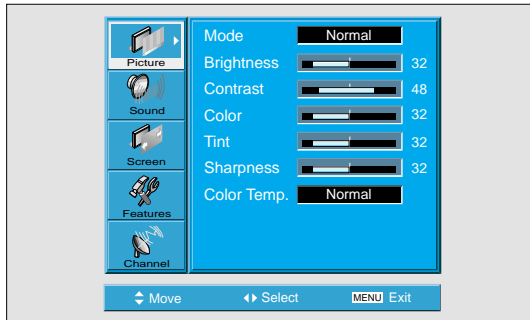 Picture
Sound
Screen
Features
Channel
Mode Normal
Brightness 32
Contrast 48
Color 32
Tint 32
Sharpness 32
Color Temp. Normal
Move Select MENU Exit